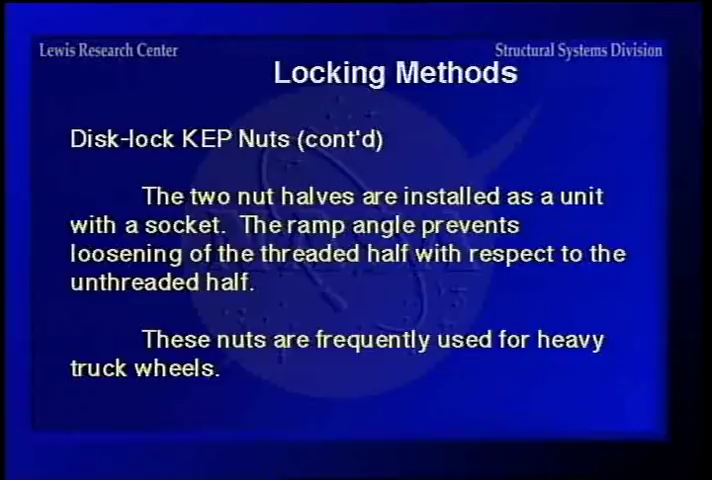 Lewis Research Center
Structural Systems Division
Locking Methods
Disk-lock KEP Nuts (cont'd)
The two nut halves are installed as a unit
with a socket. The ramp angle prevents
loosening of the threaded half with respect to the
unthreaded half.
These nuts are frequently used for heavy
truck wheels.